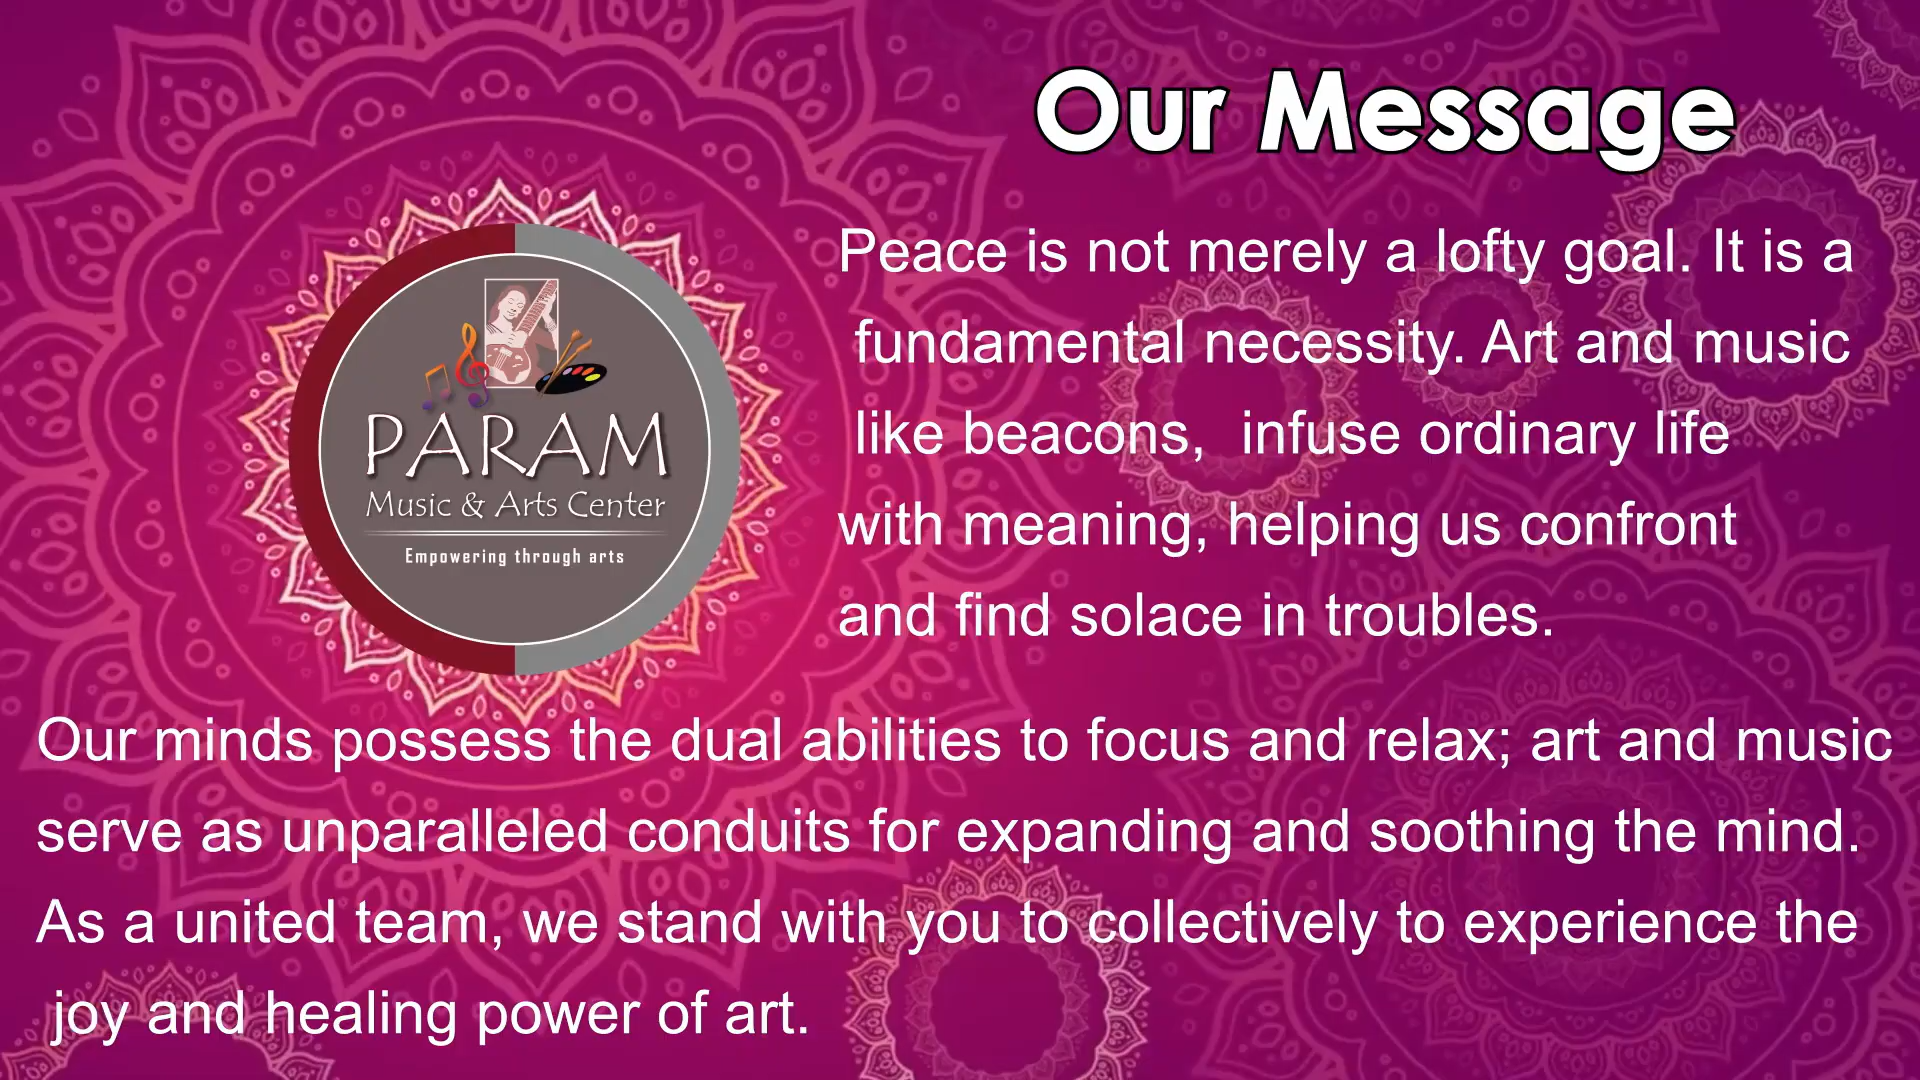 Our Message
PARAM
Music & Arts Center
Empowering through arts
Peace is not merely a lofty goal. It is a
fundamental necessity. Art and music
like beacons, infuse ordinary life
with meaning, helping us confront
and find solace in troubles.
Our minds possess the dual abilities to focus and relax; art and music
serve as unparalleled conduits for expanding and soothing the mind.
As a united team, we stand with you to collectively to experience the
joy and healing power of art.